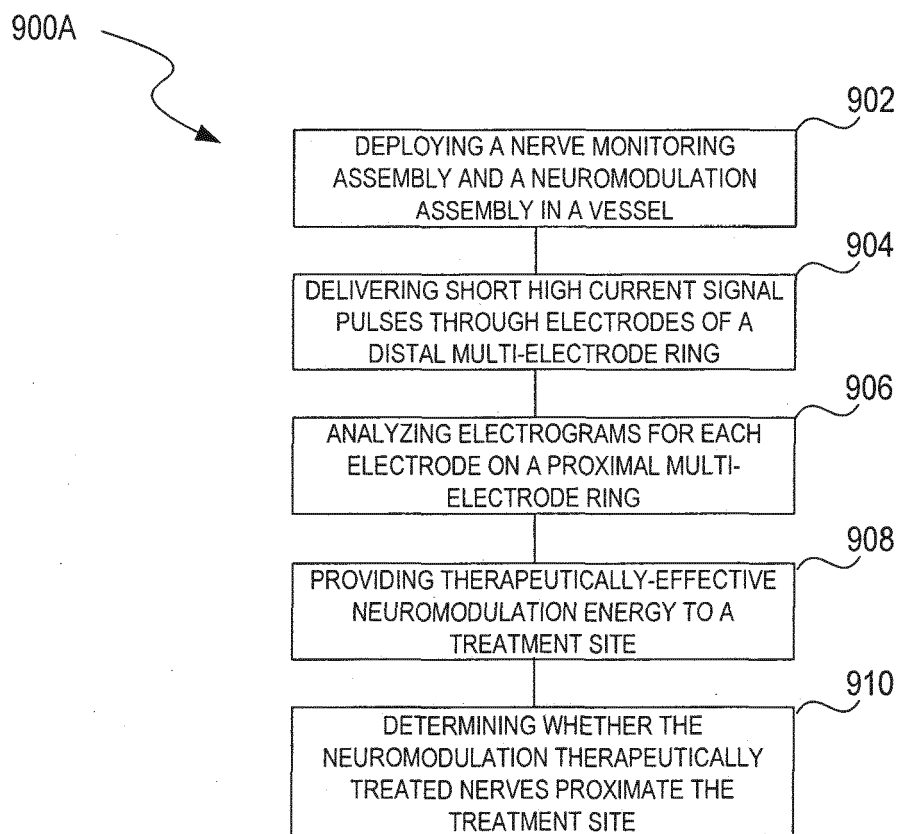 900A
902
DEPLOYING A NERVE MONITORING
ASSEMBLY AND A NEUROMODULATION
ASSEMBLY IN A VESSEL
904
DELIVERING SHORT HIGH CURRENT SIGNAL
PULSES THROUGH ELECTRODES OF A
DISTAL MULTI-ELECTRODE RING
906
ANALYZING ELECTROGRAMS FOR EACH
ELECTRODE ON A PROXIMAL MULTI-
ELECTRODE RING
908
PROVIDING THERAPEUTICALLY-EFFECTIVE
NEUROMODULATION ENERGY TO A
TREATMENT SITE
910
DETERMINING WHETHER THE
NEUROMODULATION THERAPEUTICALLY
TREATED NERVES PROXIMATE THE
TREATMENT SITE